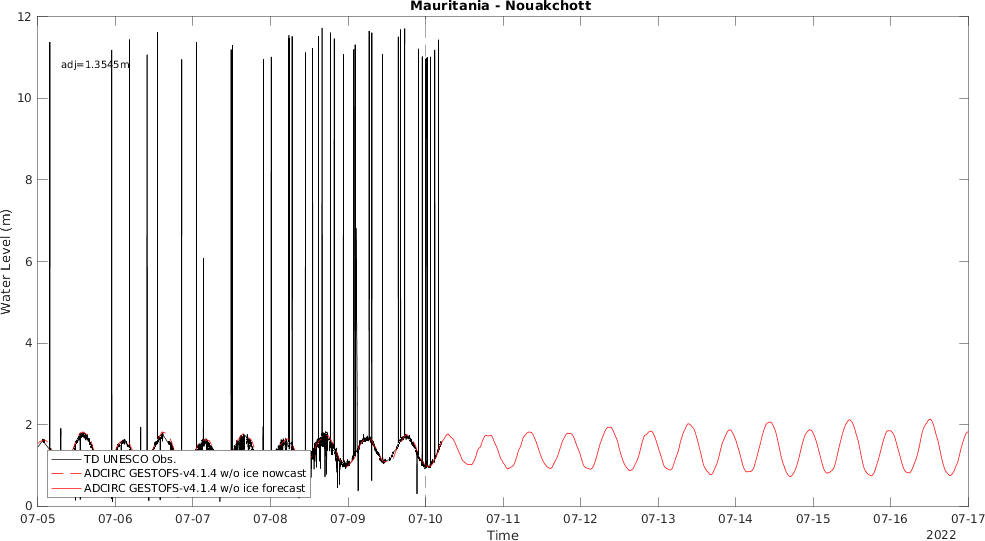 Mauritania - Nouakchott
12
10
8
6
4
2
0
Water Level (m)
adj=1.3545m
TD UNESCO Obs.
ADCIRC GESTOFS-v4.1.4 w/o ice nowcast
ADCIRC GESTOFS-v4.1.4 w/o ice forecast
07-05 07-06 07-07 07-08 07-09 07-10 07-11 07-12 07-13 07-14 07-15 07-16 07-17
Time
2022